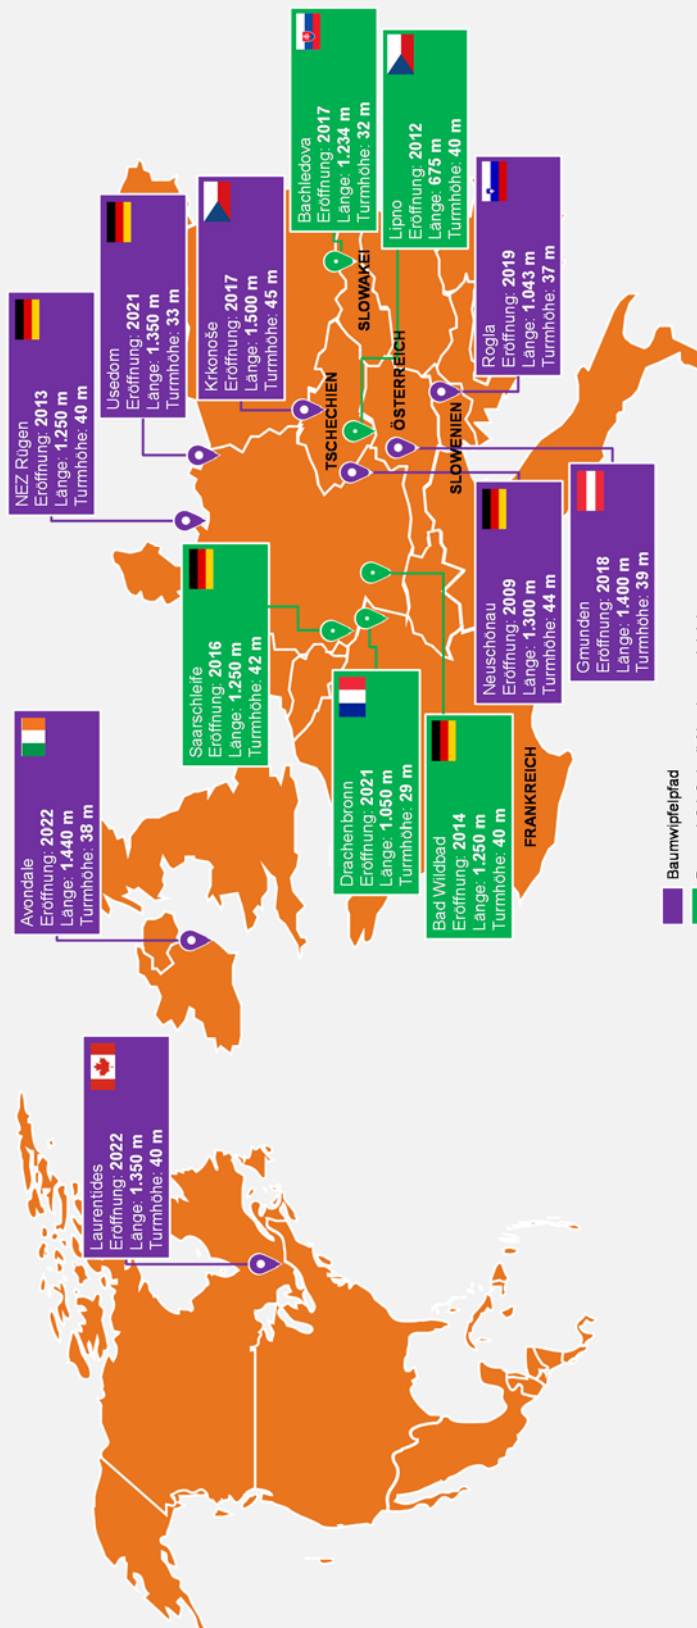 Laurentides
Eröffnung: 2022
Länge: 1.350 m
Turmhöhe: 40 m
Avondale
Eröffnung: 2022
Länge: 1.440 m
Turmhöhe: 38 m
NEZ Rügen
Eröffnung: 2013
Länge: 1.250 m
Turmhöhe: 40 m
Usedom
Eröffnung: 2021
Länge: 1.350 m
Turmhöhe: 33 m
Krkonoše
Eröffnung: 2017
Länge: 1.500 m
Turmhöhe: 45 m
Bachledova
Eröffnung: 2017
Länge: 1.234 m
Turmhöhe: 32 m
Lipno
Eröffnung: 2012
Länge: 675 m
Turmhöhe: 40 m
Rogla
Eröffnung: 2019
Länge: 1.043 m
Turmhöhe: 37 m
Saarschleife
Eröffnung: 2016
Länge: 1.250 m
Turmhöhe: 42 m
Drachenbronn
Eröffnung: 2021
Länge: 1.050 m
Turmhöhe: 29 m
Bad Wildbad
Eröffnung: 2014
Länge: 1.250 m
Turmhöhe: 40 m
Neuschönau
Eröffnung: 2009
Länge: 1.300 m
Turmhöhe: 44 m
Gmunden
Eröffnung: 2018
Länge: 1.400 m
Turmhöhe: 39 m
SLOWAKEI
TSCHECHIEN
ÖSTERREICH
SLOWENIEN
FRANKREICH
Baumwipfelpfad